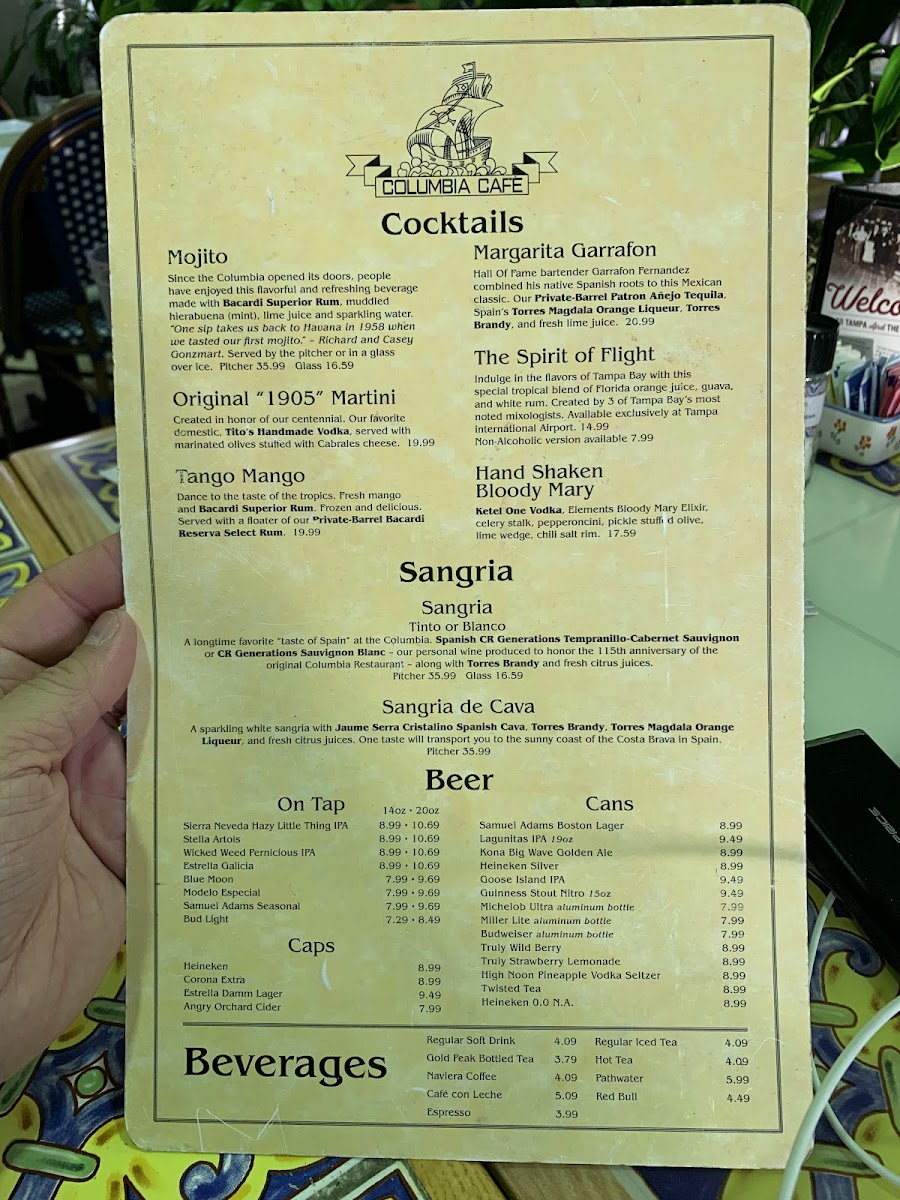 COLUMBIA CAFE
Cocktails
Mojito
Since the Columbia opened its doors, people
have enjoyed this flavorful and refreshing beverage
made with Bacardi Superior Rum, muddled
hierabuena (mint), lime juice and sparkling water.
"One sip takes us back to Havana in 1958 when
we tasted our first mojito." – Richard and Casey
Gonzmart. Served by the pitcher or in a glass
over ice. Pitcher 35.99 Glass 16.59
Original "1905" Martini
Created in honor of our centennial. Our favorite
domestic, Tito's Handmade Vodka, served with
marinated olives stuffed with Cabrales cheese. 19.99
Tango Mango
Dance to the taste of the tropics. Fresh mango
and Bacardi Superior Rum. Frozen and delicious.
Served with a floater of our Private-Barrel Bacardi
Reserva Select Rum. 19.99
Margarita Garrafon
Hall Of Fame bartender Garrafon Fernandez
combined his native Spanish roots to this Mexican
classic. Our Private-Barrel Patron Añejo Tequila,
Spain's Torres Magdala Orange Liqueur, Torres
Brandy, and fresh lime juice. 20.99
The Spirit of Flight
Indulge in the flavors of Tampa Bay with this
special tropical blend of Florida orange juice, guava,
and white rum. Created by 3 of Tampa Bay's most
noted mixologists. Available exclusively at Tampa
International Airport. 14.99
Non-Alcoholic version available 7.99
Hand Shaken
Bloody Mary
Ketel One Vodka, Elements Bloody Mary Elixir,
celery stalk, pepperoncini, pickle stuffed olive,
lime wedge, chili salt rim. 17.59
Sangria
Sangria
Tinto or Blanco
A longtime favorite "taste of Spain" at the Columbia. Spanish CR Generations Tempranillo-Cabernet Sauvignon
or CR Generations Sauvignon Blanc – our personal wine produced to honor the 115th anniversary of the
original Columbia Restaurant – along with Torres Brandy and fresh citrus juices.
Pitcher 35.99 Glass 16.59
Sangria de Cava
A sparkling white sangria with Jaume Serra Cristalino Spanish Cava, Torres Brandy, Torres Magdala Orange
Liqueur, and fresh citrus juices. One taste will transport you to the sunny coast of the Costa Brava in Spain.
Pitcher 35.99
Beer
On Tap 14oz • 20oz
Sierra Neveda Hazy Little Thing IPA 8.99 • 10.69
Stella Artois 8.99 • 10.69
Wicked Weed Pernicious IPA 8.99 • 10.69
Estrella Galicia 8.99 • 10.69
Blue Moon 7.99 • 9.69
Modelo Especial 7.99 • 9.69
Samuel Adams Seasonal 7.99 • 9.69
Bud Light 7.29 • 8.49
Caps
Heineken 8.99
Corona Extra 8.99
Estrella Damm Lager 9.49
Angry Orchard Cider 7.99
Cans
Samuel Adams Boston Lager 8.99
Lagunitas IPA 19oz 9.49
Kona Big Wave Golden Ale 8.99
Heineken Silver 8.99
Goose Island IPA 9.49
Guinness Stout Nitro 15oz 9.49
Michelob Ultra aluminum bottle 7.99
Miller Lite aluminum bottle 7.99
Budweiser aluminum bottle 7.99
Truly Wild Berry 8.99
Truly Strawberry Lemonade 8.99
High Noon Pineapple Vodka Seltzer 8.99
Twisted Tea 8.99
Heineken 0.0 N.A. 8.99
Beverages
Regular Soft Drink 4.09
Gold Peak Bottled Tea 3.79
Naviera Coffee 4.09
Café con Leche 5.09
Espresso 3.99
Regular Iced Tea 4.09
Hot Tea 4.09
Pathwater 5.99
Red Bull 4.49
Welco
TAMPA and THE